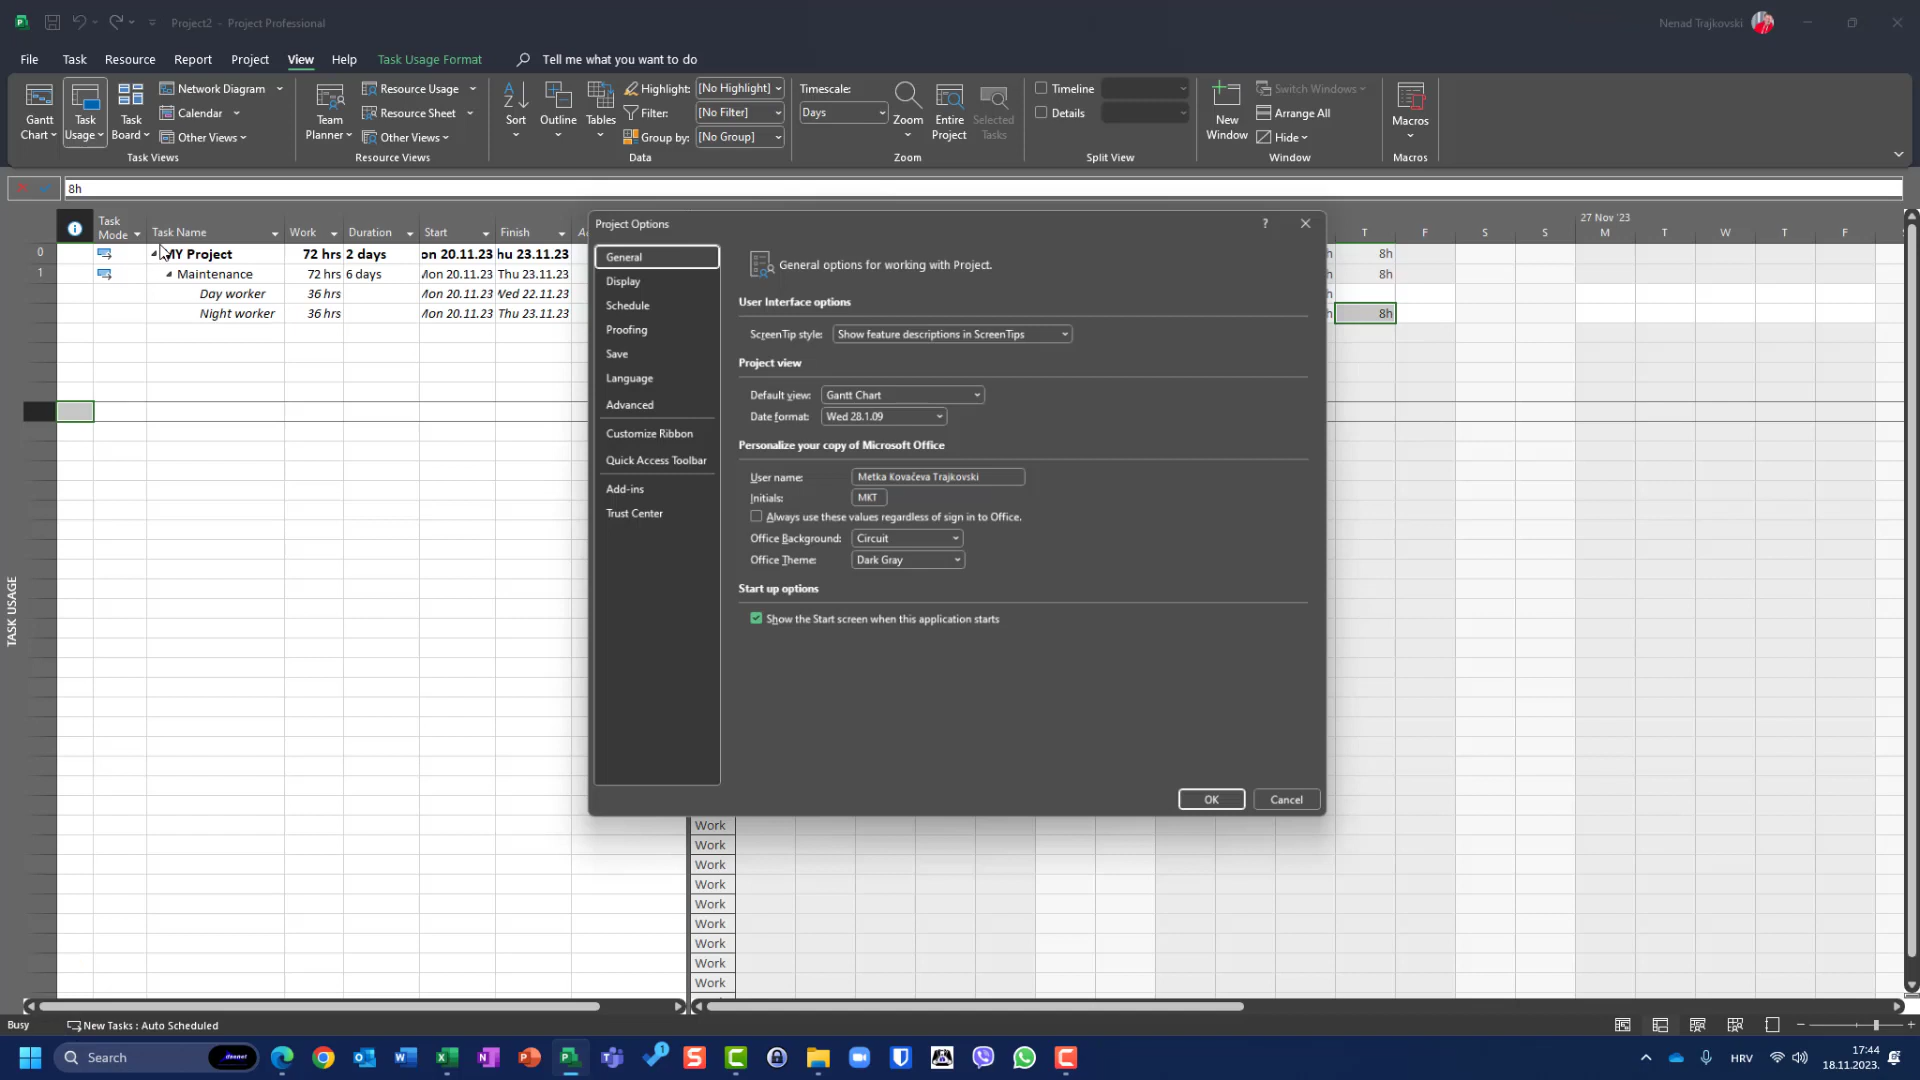 Project2 - Project Professional
Nenad Trajkovski
File Task Resource Report Project View Help Task Usage Format Tell me what you want to do
Gantt Chart
Task Usage
Task Board
Network Diagram
Calendar
Other Views
Task Views
Team Planner
Resource Usage
Resource Sheet
Other Views
Resource Views
Sort
Outline
Tables
Highlight: [No Highlight]
Filter: [No Filter]
Group by: [No Group]
Data
Timescale:
Days
Zoom
Entire Project
Selected Tasks
Zoom
Timeline
Details
Split View
New Window
Switch Windows
Arrange All
Hide
Window
Macros
Macros
8h
Task Mode Task Name Work Duration Start Finish
0 MY Project 72 hrs 2 days on 20.11.23 hu 23.11.23
1 Maintenance 72 hrs 6 days Mon 20.11.23 Thu 23.11.23
Day worker 36 hrs Mon 20.11.23 Wed 22.11.23
Night worker 36 hrs Mon 20.11.23 Thu 23.11.23
TASK USAGE
Project Options
?
General
Display
Schedule
Proofing
Save
Language
Advanced
Customize Ribbon
Quick Access Toolbar
Add-ins
Trust Center
General options for working with Project.
User Interface options
ScreenTip style: Show feature descriptions in ScreenTips
Project view
Default view: Gantt Chart
Date format: Wed 28.1.09
Personalize your copy of Microsoft Office
User name: Metka Kovačeva Trajkovski
Initials: MKT
Always use these values regardless of sign in to Office.
Office Background: Circuit
Office Theme: Dark Gray
Start up options
Show the Start screen when this application starts
OK Cancel
27 Nov '23
T F S S M T W T F
h 8h
h 8h
h
h 8h
Work
Work
Work
Work
Work
Work
Work
Work
Work
Busy New Tasks : Auto Scheduled
Search
HRV
17:44
18.11.2023.